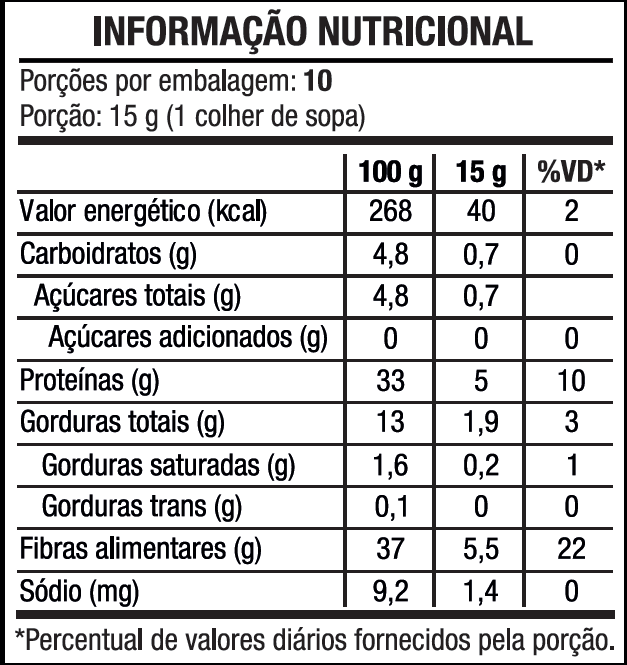 INFORMAÇÃO NUTRICIONAL
Porções por embalagem: 10
Porção: 15 g (1 colher de sopa)
100 g 15 g %VD*
Valor energético (kcal) 268 40 2
Carboidratos (g) 4,8 0,7 0
Açúcares totais (g) 4,8 0,7
Açúcares adicionados (g) 0 0 0
Proteínas (g) 33 5 10
Gorduras totais (g) 13 1,9 3
Gorduras saturadas (g) 1,6 0,2 1
Gorduras trans (g) 0,1 0 0
Fibras alimentares (g) 37 5,5 22
Sódio (mg) 9,2 1,4 0
*Percentual de valores diários fornecidos pela porção.